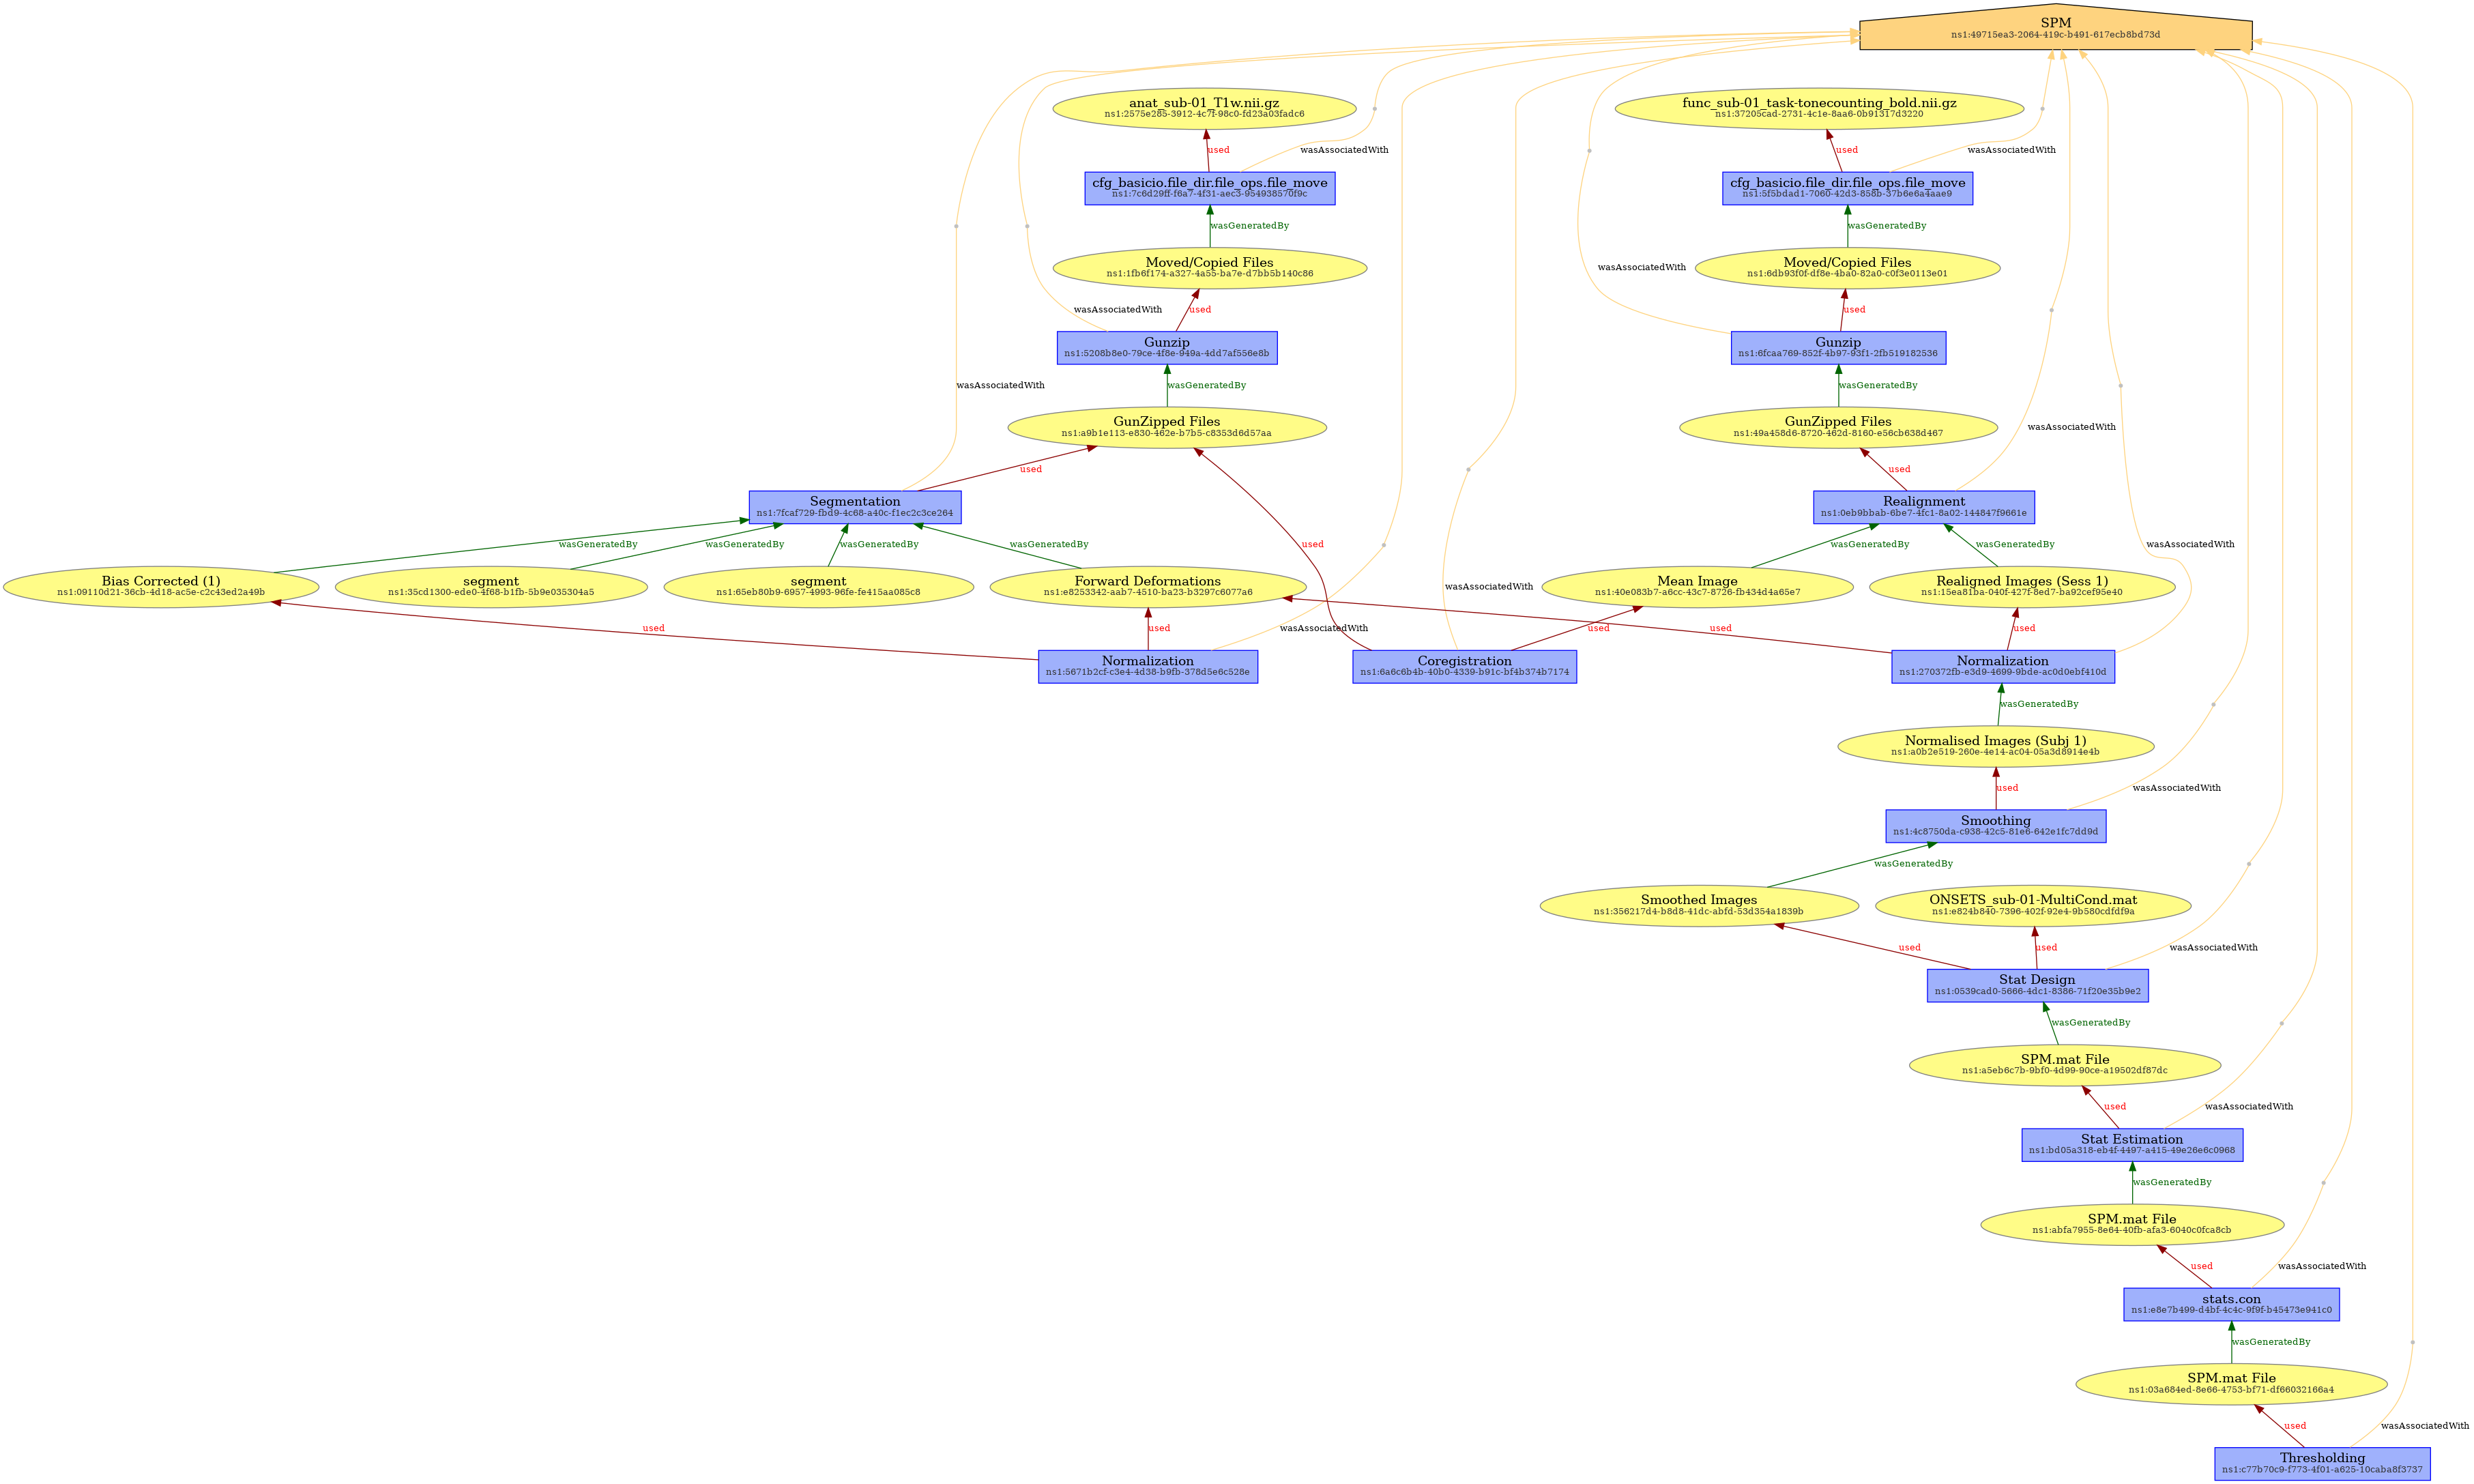 SPM
ns1:49715ea3-2064-419c-b491-617ecb8bd73d
anat_sub-01_T1w.nii.gz
ns1:2575e285-3912-4c7f-98c0-fd23a03fadc6
func_sub-01_task-tonecounting_bold.nii.gz
ns1:37205cad-2731-4c1e-8aa6-0b91317d3220
used
wasAssociatedWith
used
wasAssociatedWith
cfg_basicio.file_dir.file_ops.file_move
ns1:7c6d29ff-f6a7-4f31-aec3-954938570f9c
cfg_basicio.file_dir.file_ops.file_move
ns1:5f5bdad1-7060-42d3-858b-37b6e6a4aae9
wasGeneratedBy
wasGeneratedBy
Moved/Copied Files
ns1:1fb6f174-a327-4a55-ba7e-d7bb5b140c86
wasAssociatedWith
Moved/Copied Files
ns1:6db93f0f-df8e-4ba0-82a0-c0f3e0113e01
wasAssociatedWith
used
used
Gunzip
ns1:5208b8e0-79ce-4f8e-949a-4dd7af556e8b
Gunzip
ns1:6fcaa769-852f-4b97-93f1-2fb519182536
wasAssociatedWith
wasGeneratedBy
wasGeneratedBy
GunZipped Files
ns1:a9b1e113-e830-462e-b7b5-c8353d6d57aa
GunZipped Files
ns1:49a458d6-8720-462d-8160-e56cb638d467
wasAssociatedWith
used
used
Segmentation
ns1:7fcaf729-fbd9-4c68-a40c-f1ec2c3ce264
Realignment
ns1:0eb9bbab-6be7-4fc1-8a02-144847f9661e
wasGeneratedBy
wasGeneratedBy
wasGeneratedBy
wasGeneratedBy
used
wasGeneratedBy
wasGeneratedBy
wasAssociatedWith
Bias Corrected (1)
ns1:09110d21-36cb-4d18-ac5e-c2c43ed2a49b
segment
ns1:35cd1300-ede0-4f68-b1fb-5b9e035304a5
segment
ns1:65eb80b9-6957-4993-96fe-fe415aa085c8
Forward Deformations
ns1:e8253342-aab7-4510-ba23-b3297c6077a6
wasAssociatedWith
Mean Image
ns1:40e083b7-a6cc-43c7-8726-fb434d4a65e7
Realigned Images (Sess 1)
ns1:15ea81ba-040f-427f-8ed7-ba92cef95e40
used
used
wasAssociatedWith
used
used
used
Normalization
ns1:5671b2cf-c3e4-4d38-b9fb-378d5e6c528e
Coregistration
ns1:6a6c6b4b-40b0-4339-b91c-bf4b374b7174
Normalization
ns1:270372fb-e3d9-4699-9bde-ac0d0ebf410d
wasGeneratedBy
Normalised Images (Subj 1)
ns1:a0b2e519-260e-4e14-ac04-05a3d8914e4b
used
wasAssociatedWith
Smoothing
ns1:4c8750da-c938-42c5-81e6-642e1fc7dd9d
wasGeneratedBy
Smoothed Images
ns1:356217d4-b8d8-41dc-abfd-53d354a1839b
ONSETS_sub-01-MultiCond.mat
ns1:e824b840-7396-402f-92e4-9b580cdfdf9a
used
used
wasAssociatedWith
Stat Design
ns1:0539cad0-5666-4dc1-8386-71f20e35b9e2
wasGeneratedBy
SPM.mat File
ns1:a5eb6c7b-9bf0-4d99-90ce-a19502df87dc
used
wasAssociatedWith
Stat Estimation
ns1:bd05a318-eb4f-4497-a415-49e26e6c0968
wasGeneratedBy
SPM.mat File
ns1:abfa7955-8e64-40fb-afa3-6040c0fca8cb
used
wasAssociatedWith
stats.con
ns1:e8e7b499-d4bf-4c4c-9f9f-b45473e941c0
wasGeneratedBy
SPM.mat File
ns1:03a684ed-8e66-4753-bf71-df66032166a4
used
wasAssociatedWith
Thresholding
ns1:c77b70c9-f773-4f01-a625-10caba8f3737